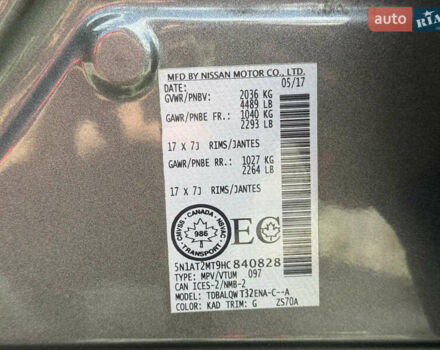 auto RIA
MFD BY NISSAN MOTOR CO., LTD.
DATE: 05/17
GVWR/PNBV: 2036 KG
4489 LB
GAWR/PNBE FR.: 1040 KG
2293 LB
17 X 7J RIMS/JANTES
GAWR/PNBE RR.: 1027 KG
2264 LB
17 X 7J RIMS/JANTES
CANADA
986
CMVSS NSVAC
EC
5N1AT2MT9HC840828
TYPE: MPV/VTUM 097
CAN ICES-2/NMB-2
MODEL: TDBALQW T32ENA-C--A
COLOR: KAD TRIM: G ZS70A